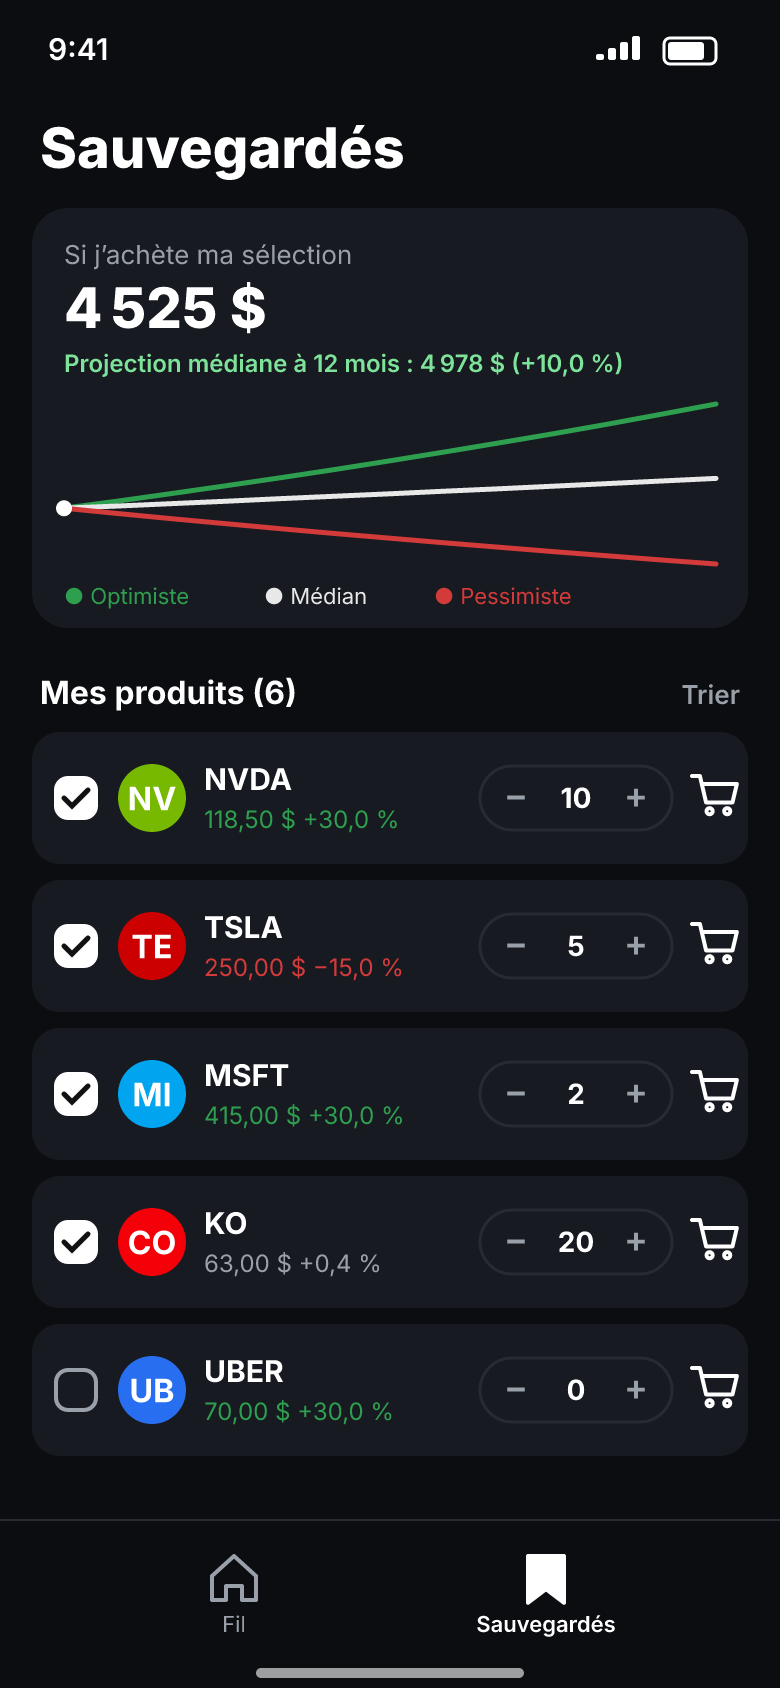 9:41
Sauvegardés
Si j’achète ma sélection
4 525 $
Projection médiane à 12 mois : 4 978 $ (+10,0 %)
Optimiste
Médian
Pessimiste
Mes produits (6)
Trier
NV
NVDA
118,50 $ +30,0 %
− 10 +
TE
TSLA
250,00 $ −15,0 %
− 5 +
MI
MSFT
415,00 $ +30,0 %
− 2 +
CO
KO
63,00 $ +0,4 %
− 20 +
UB
UBER
70,00 $ +30,0 %
− 0 +
Fil
Sauvegardés